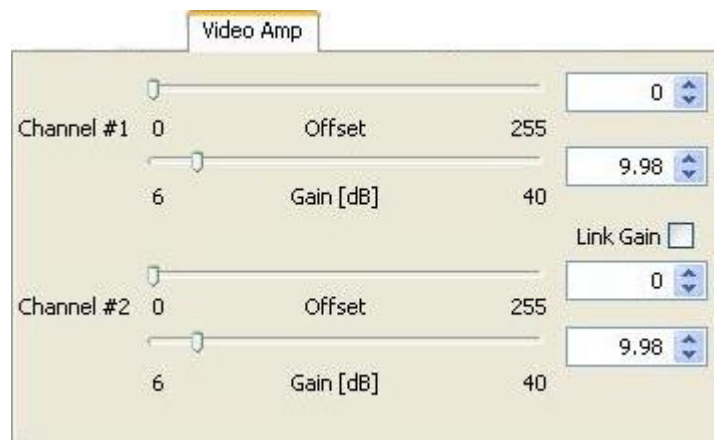 Video Amp
0
Channel #1 0 Offset 255
9.98
6 Gain [dB] 40
Link Gain
0
Channel #2 0 Offset 255
9.98
6 Gain [dB] 40